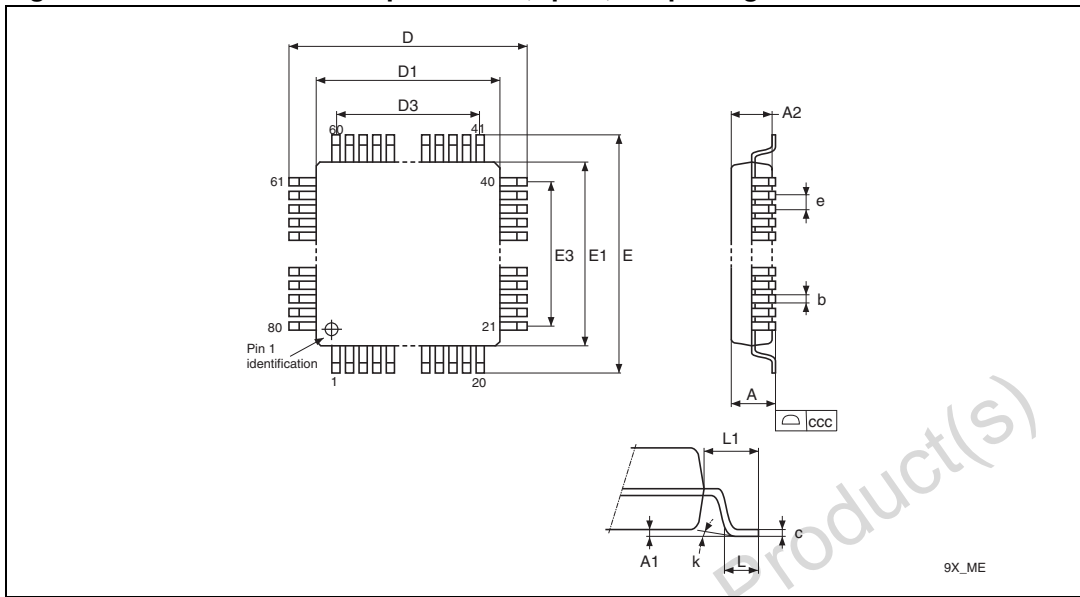 D
D1
D3
A2
60
41
61
40
e
E3
E1
E
b
80
21
Pin 1
identification
1
20
A
ccc
L1
c
A1
k
L
Product(s)
9X_ME